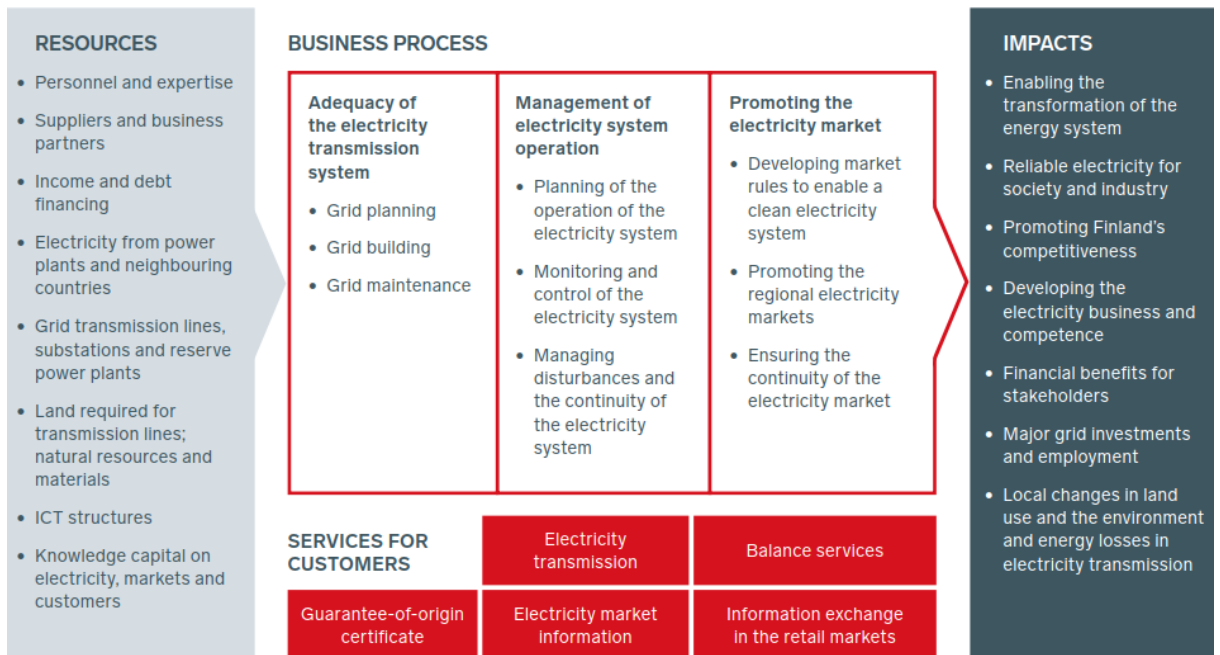 RESOURCES
• Personnel and expertise
• Suppliers and business
partners
• Income and debt
financing
• Electricity from power
plants and neighbouring
countries
• Grid transmission lines,
substations and reserve
power plants
• Land required for
transmission lines;
natural resources and
materials
• ICT structures
• Knowledge capital on
electricity, markets and
customers
BUSINESS PROCESS
Adequacy of
the electricity
transmission
system
• Grid planning
• Grid building
• Grid maintenance
Management of
electricity system
operation
• Planning of the
operation of the
electricity system
• Monitoring and
control of the
electricity system
• Managing
disturbances and
the continuity of
the electricity
system
Promoting the
electricity market
• Developing market
rules to enable a
clean electricity
system
• Promoting the
regional electricity
markets
• Ensuring the
continuity of the
electricity market
SERVICES FOR
CUSTOMERS
Electricity
transmission
Balance services
Guarantee-of-origin
certificate
Electricity market
information
Information exchange
in the retail markets
IMPACTS
• Enabling the
transformation of the
energy system
• Reliable electricity for
society and industry
• Promoting Finland’s
competitiveness
• Developing the
electricity business and
competence
• Financial benefits for
stakeholders
• Major grid investments
and employment
• Local changes in land
use and the environment
and energy losses in
electricity transmission